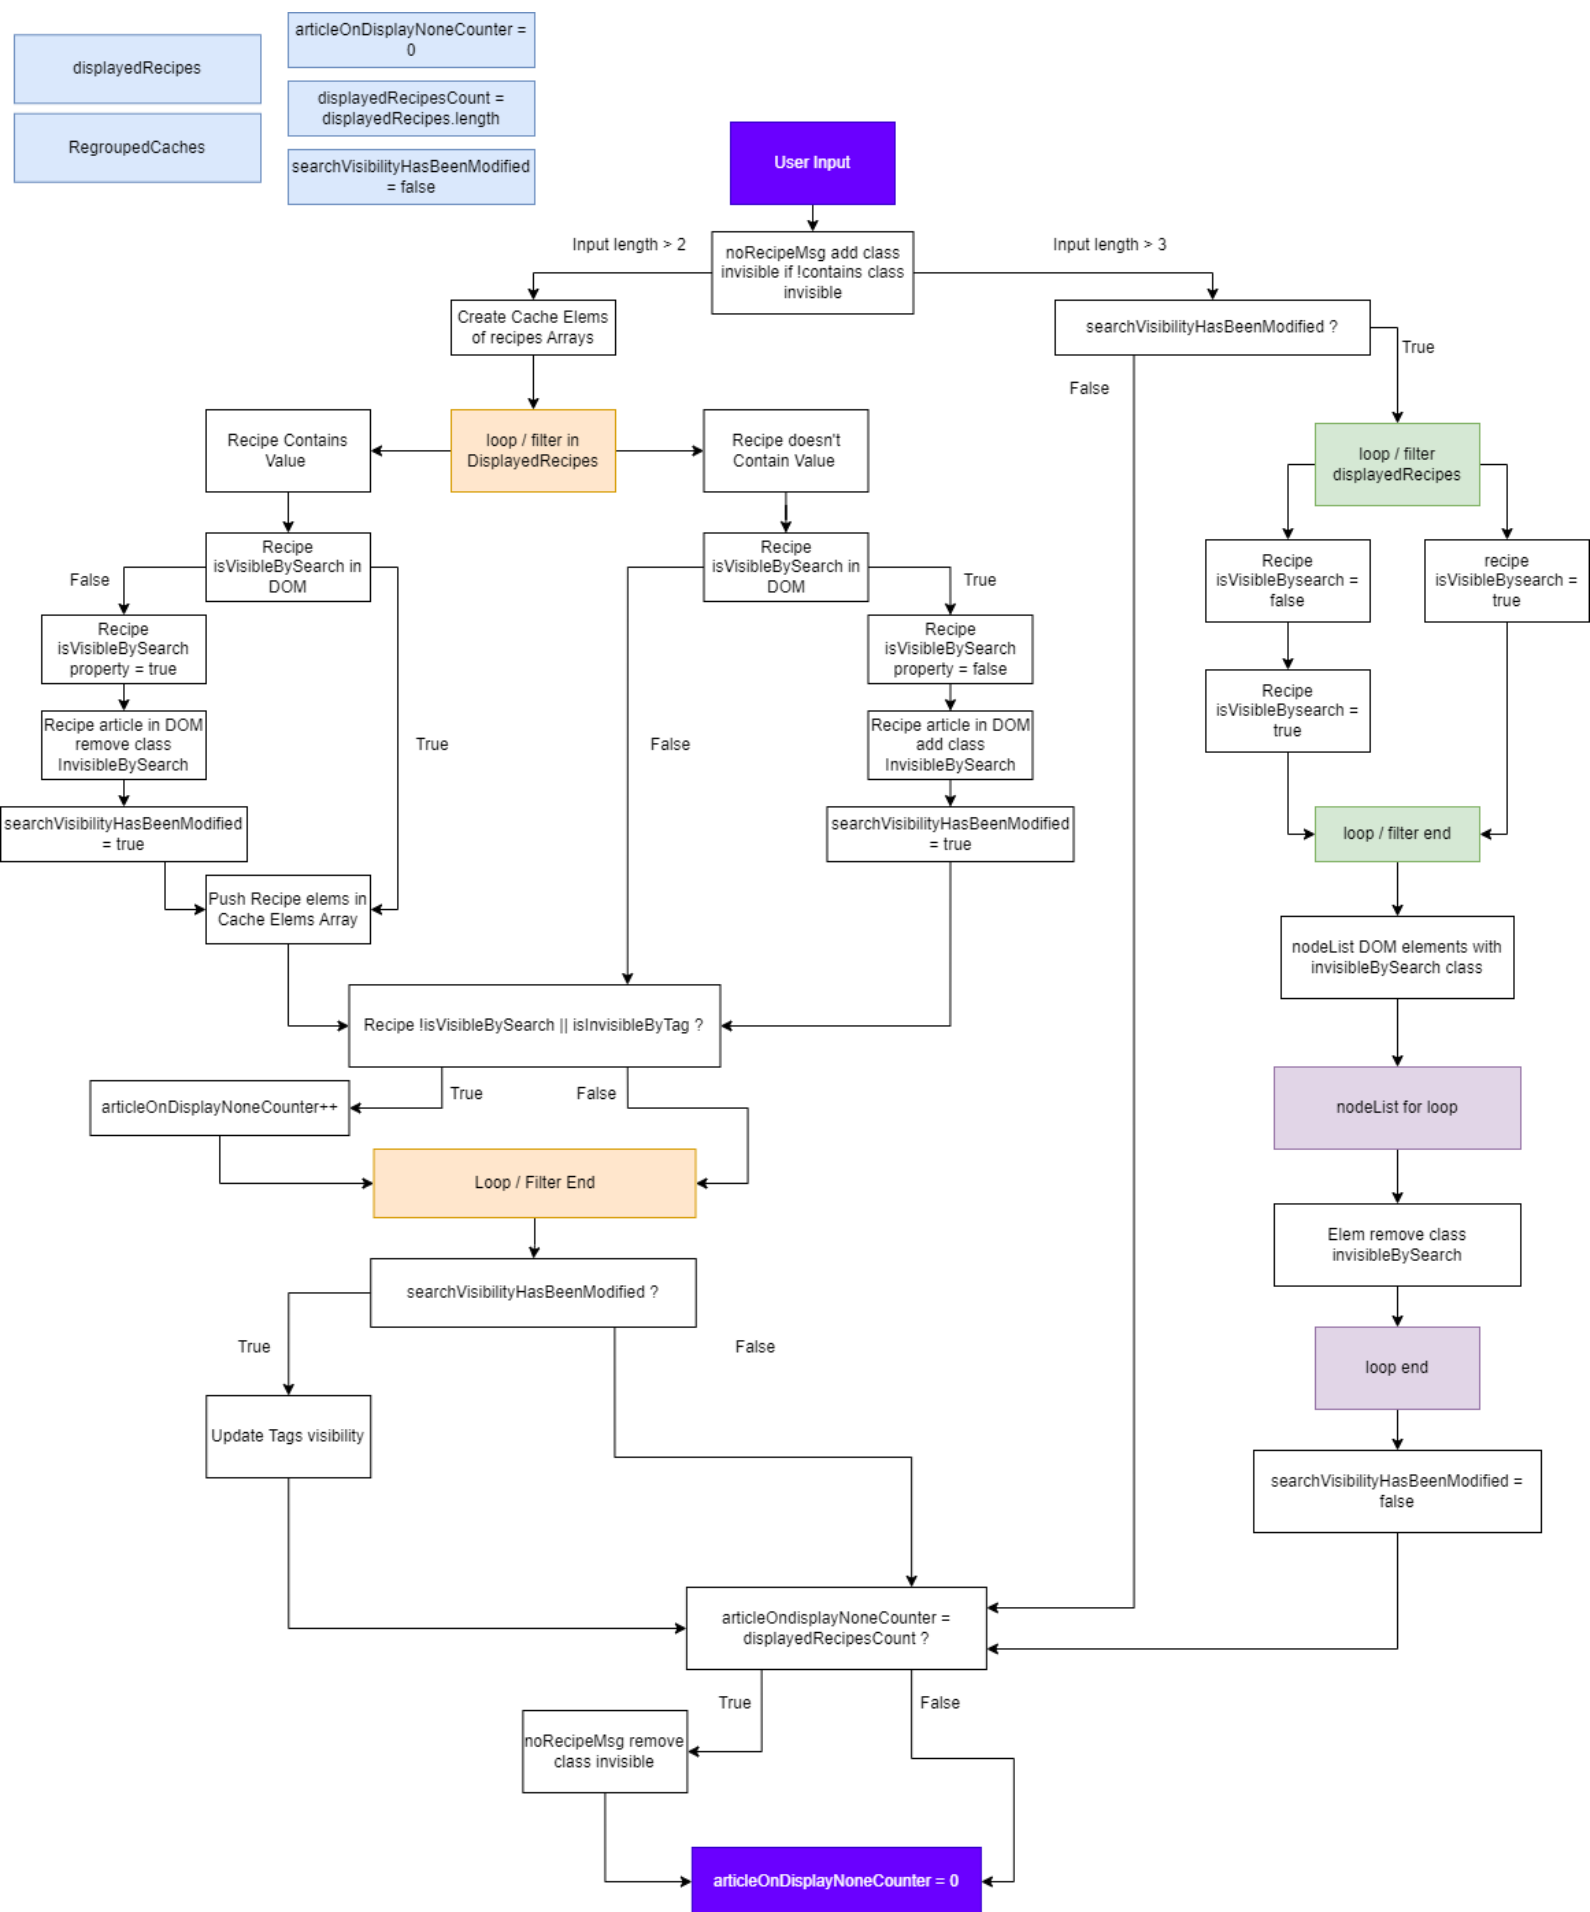 displayedRecipes
RegroupedCaches
articleOnDisplayNoneCounter =
0
displayedRecipesCount =
displayedRecipes.length
searchVisibilityHasBeenModified
= false
User Input
Input length > 2
noRecipeMsg add class
invisible if !contains class
invisible
Input length > 3
Create Cache Elems
of recipes Arrays
searchVisibilityHasBeenModified ?
True
False
Recipe Contains
Value
loop / filter in
DisplayedRecipes
Recipe doesn't
Contain Value
loop / filter
displayedRecipes
Recipe
isVisibleBySearch in
DOM
Recipe
isVisibleBySearch in
DOM
Recipe
isVisibleBysearch =
false
recipe
isVisibleBysearch =
true
False
True
Recipe
isVisibleBySearch
property = true
Recipe
isVisibleBySearch
property = false
Recipe
isVisibleBysearch =
true
Recipe article in DOM
remove class
InvisibleBySearch
True
False
Recipe article in DOM
add class
InvisibleBySearch
searchVisibilityHasBeenModified
= true
searchVisibilityHasBeenModified
= true
loop / filter end
Push Recipe elems in
Cache Elems Array
nodeList DOM elements with
invisibleBySearch class
Recipe !isVisibleBySearch || isInvisibleByTag ?
True
False
articleOnDisplayNoneCounter++
nodeList for loop
Loop / Filter End
Elem remove class
invisibleBySearch
searchVisibilityHasBeenModified ?
True
False
loop end
Update Tags visibility
searchVisibilityHasBeenModified =
false
articleOndisplayNoneCounter =
displayedRecipesCount ?
True
False
noRecipeMsg remove
class invisible
articleOnDisplayNoneCounter = 0